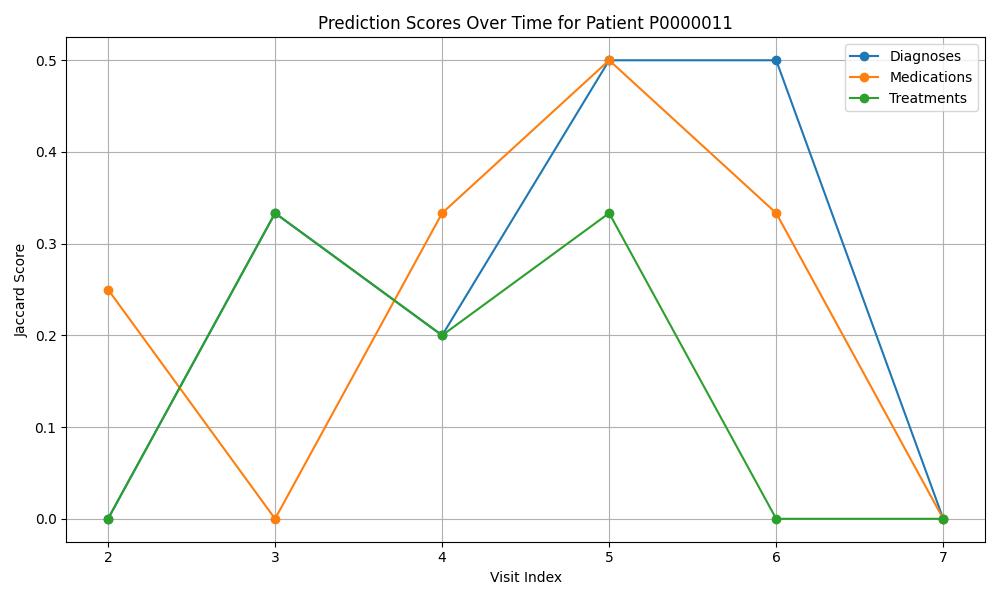 Prediction Scores Over Time for Patient P0000011
Diagnoses
Medications
Treatments
Jaccard Score
0.5
0.4
0.3
0.2
0.1
0.0
2 3 4 5 6 7
Visit Index